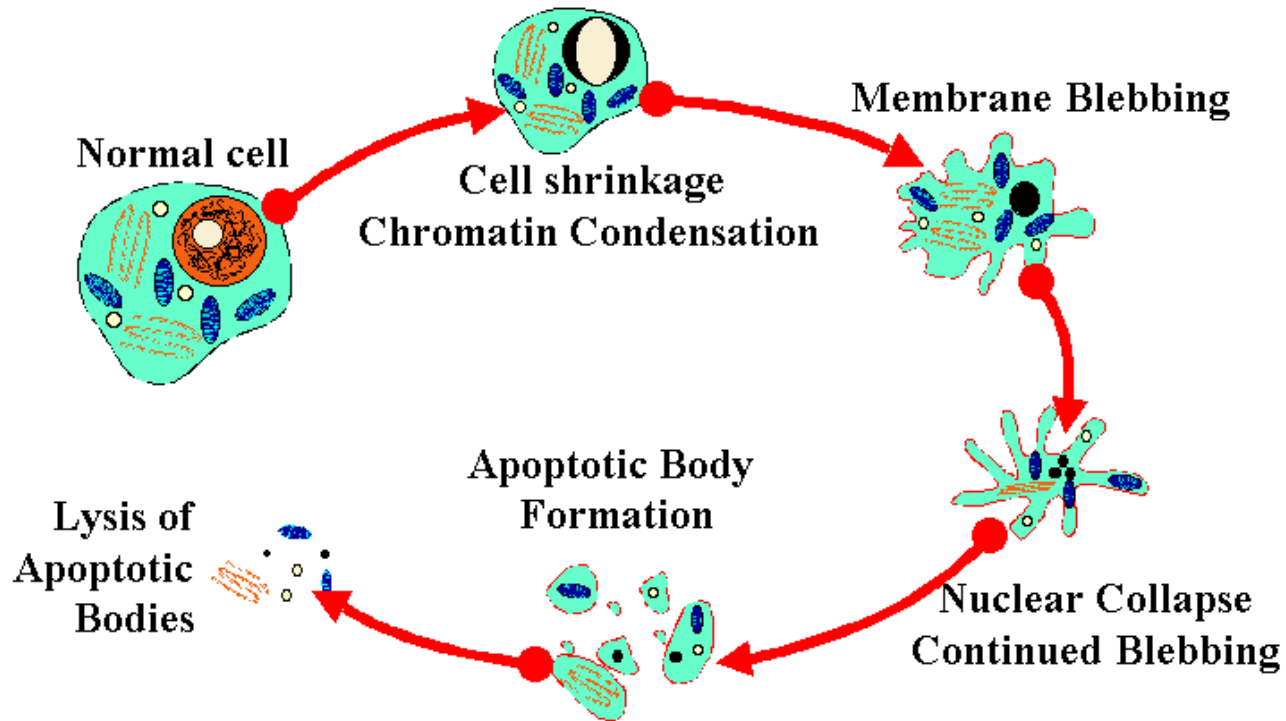 Normal cell
Cell shrinkage
Chromatin Condensation
Membrane Blebbing
Nuclear Collapse
Continued Blebbing
Apoptotic Body
Formation
Lysis of
Apoptotic
Bodies